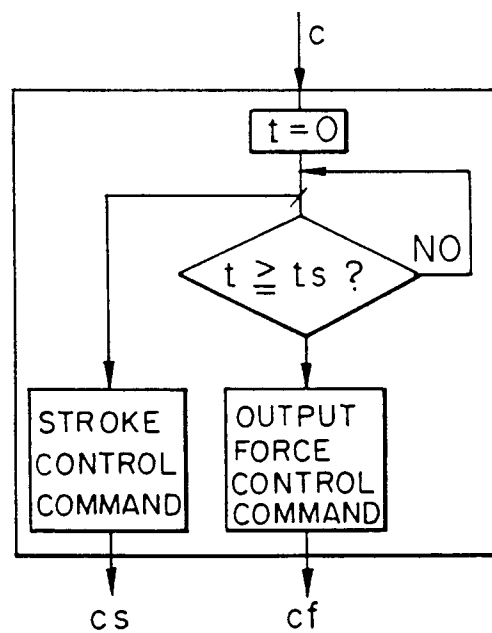 c
t = 0
t ≧ ts ?
NO
STROKE
CONTROL
COMMAND
OUTPUT
FORCE
CONTROL
COMMAND
cs
cf